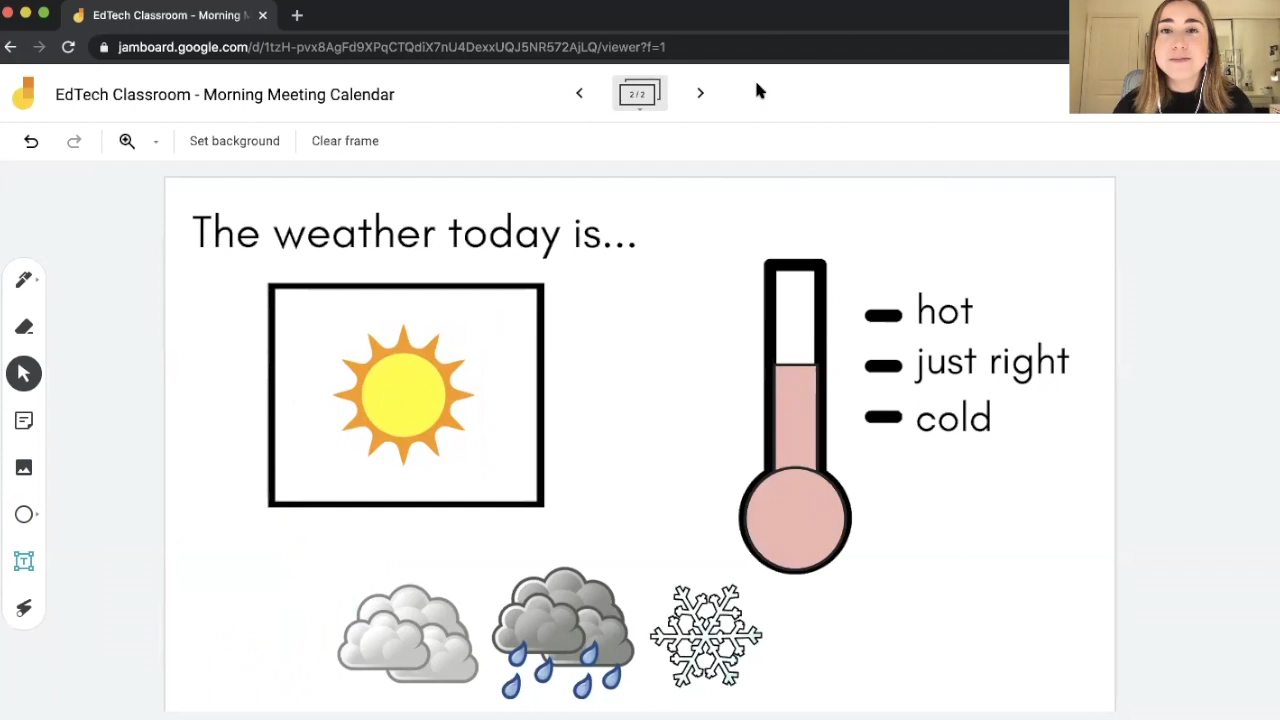 EdTech Classroom - Morning M
jamboard.google.com/d/1tzH-pvx8AgFd9XPqCTQdiX7nU4DexxUQJ5NR572AjLQ/viewer?f=1
EdTech Classroom - Morning Meeting Calendar
2/2
Set background
Clear frame
The weather today is...
hot
just right
cold
T